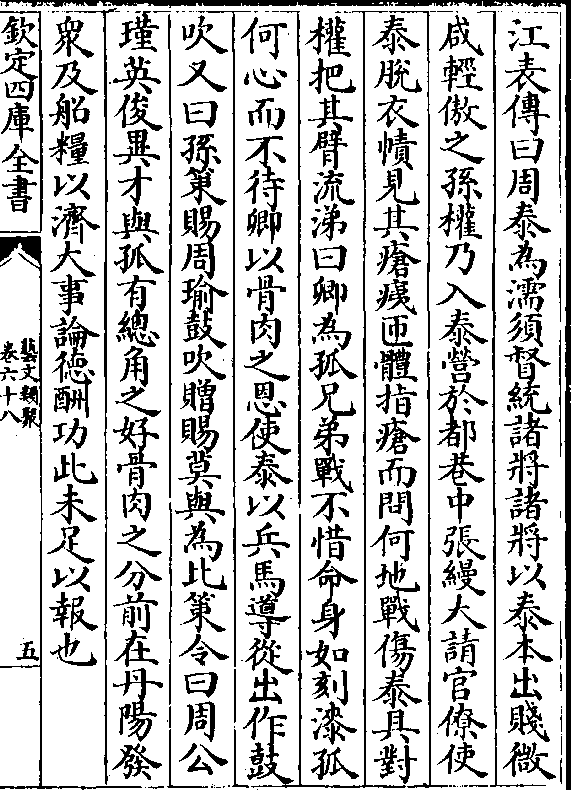 江表傳曰周泰為濡須督統諸將諸將以泰本出賤微
咸輕傲之孫權乃入泰營於都巷中張縵大請官僚使
泰脫衣幘見其瘡痍匝體指瘡而問何地戰傷泰具對
權把其臂流涕曰卿為孤兄弟戰不惜命身如刻漆孤
何心而不待卿以骨肉之恩使泰以兵馬導從出作鼓
吹又曰孫策賜周瑜鼓吹贈賜莫與為比策令曰周公
瑾英俊異才與孤有總角之好骨肉之分前在丹陽發
衆及船糧以濟大事論德酬功此未足以報也
欽定四庫全書
藝文類聚
卷六十八
五